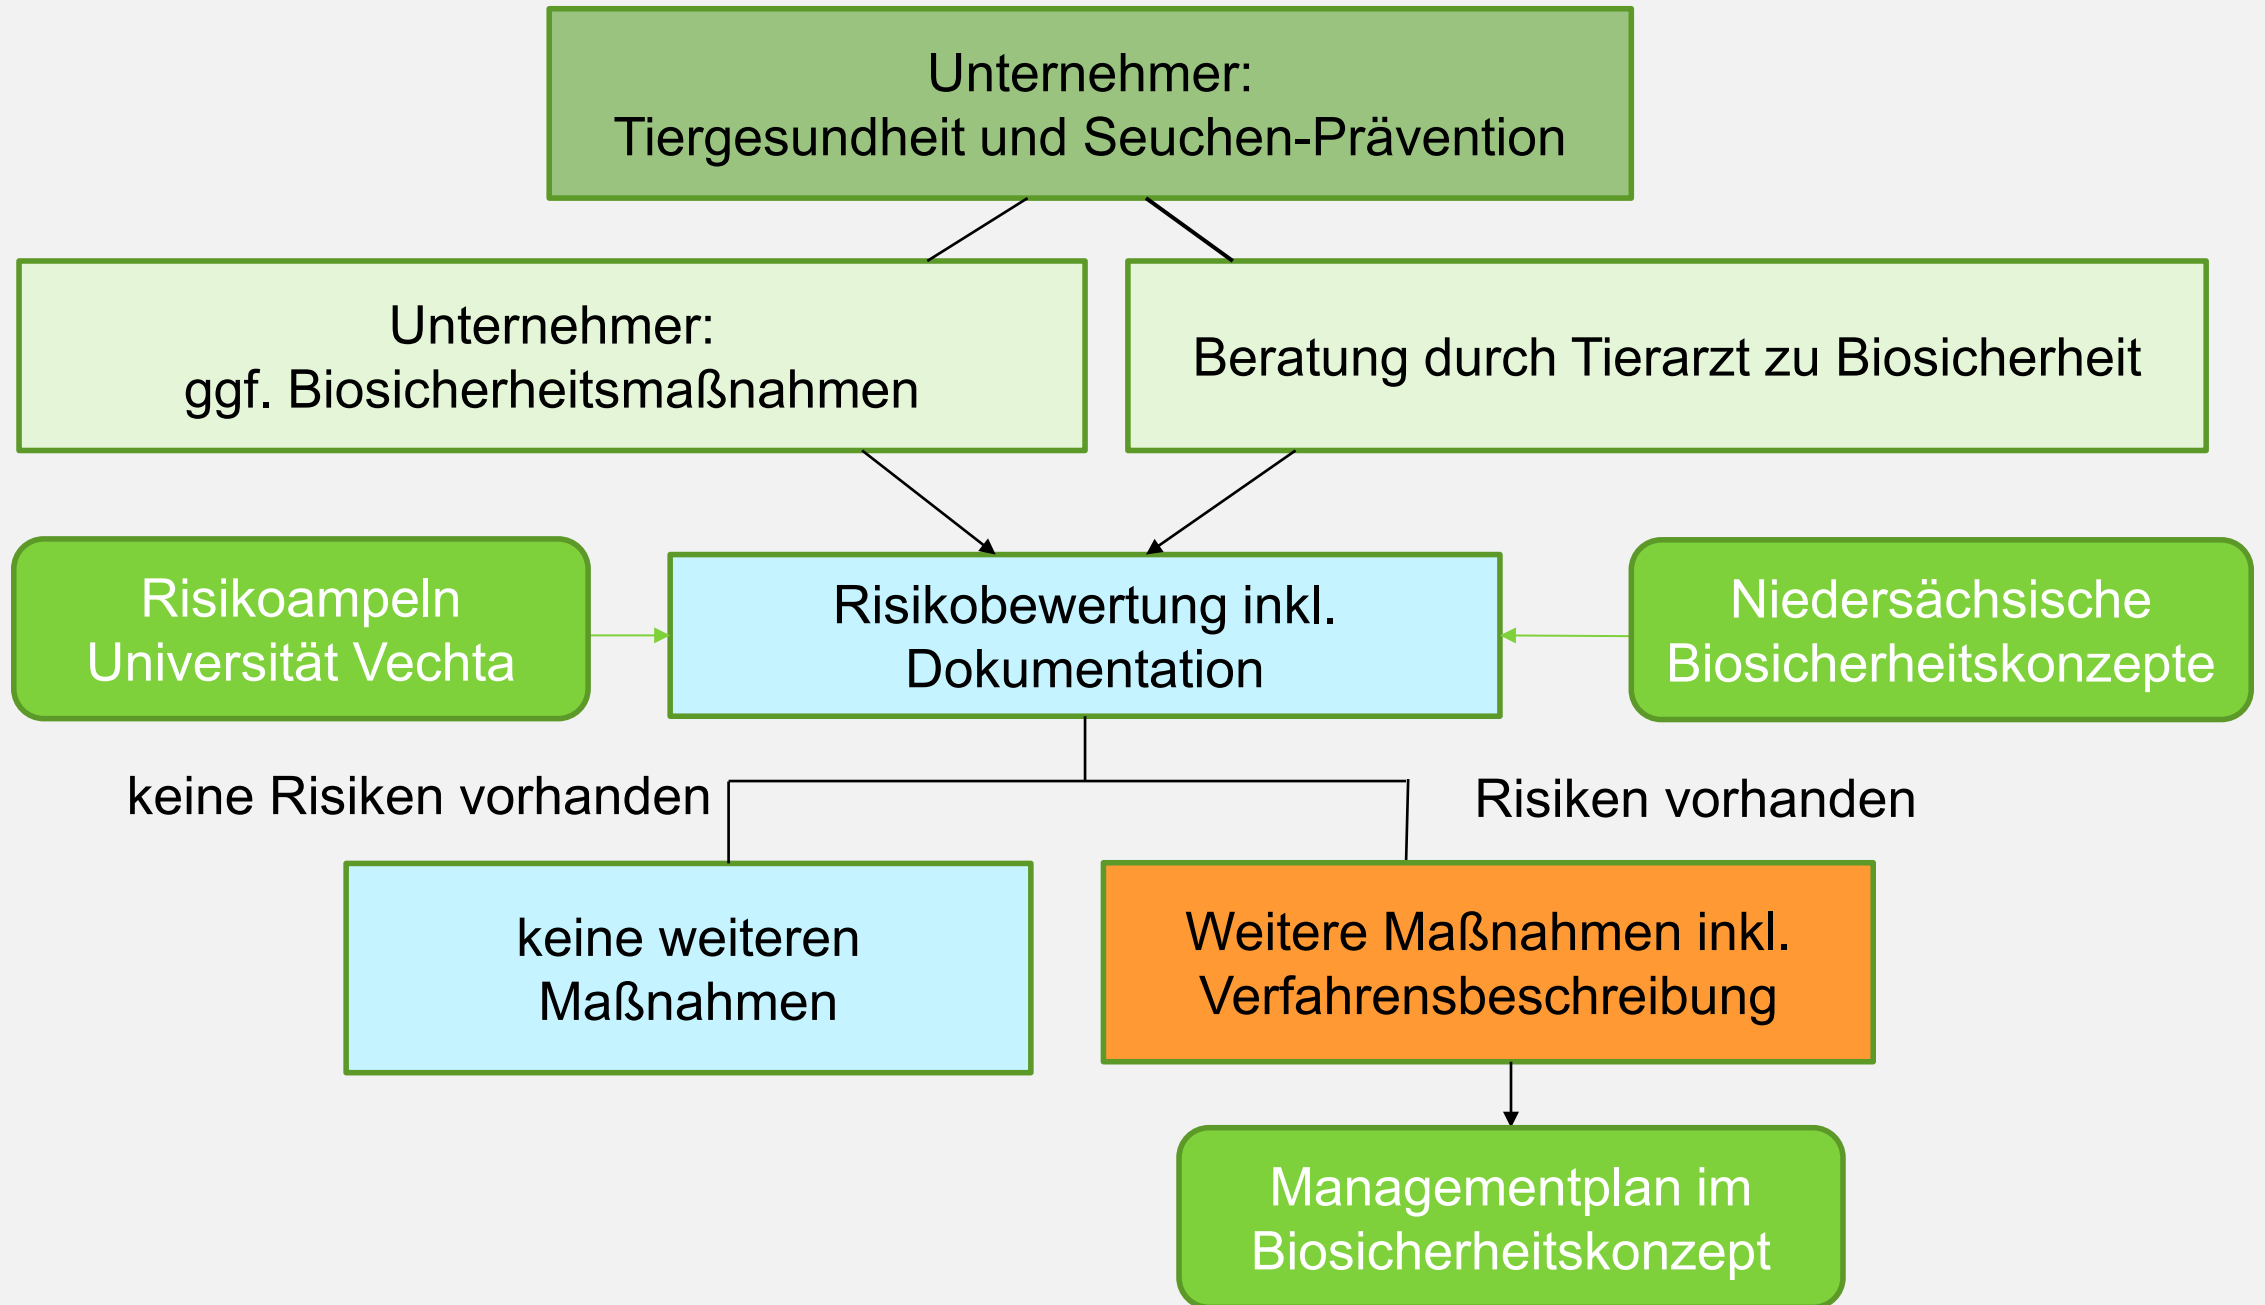 Unternehmer:
Tiergesundheit und Seuchen-Prävention
Unternehmer:
ggf. Biosicherheitsmaßnahmen
Beratung durch Tierarzt zu Biosicherheit
Risikoampeln
Universität Vechta
Risikobewertung inkl.
Dokumentation
Niedersächsische
Biosicherheitskonzepte
keine Risiken vorhanden
Risiken vorhanden
keine weiteren
Maßnahmen
Weitere Maßnahmen inkl.
Verfahrensbeschreibung
Managementplan im
Biosicherheitskonzept